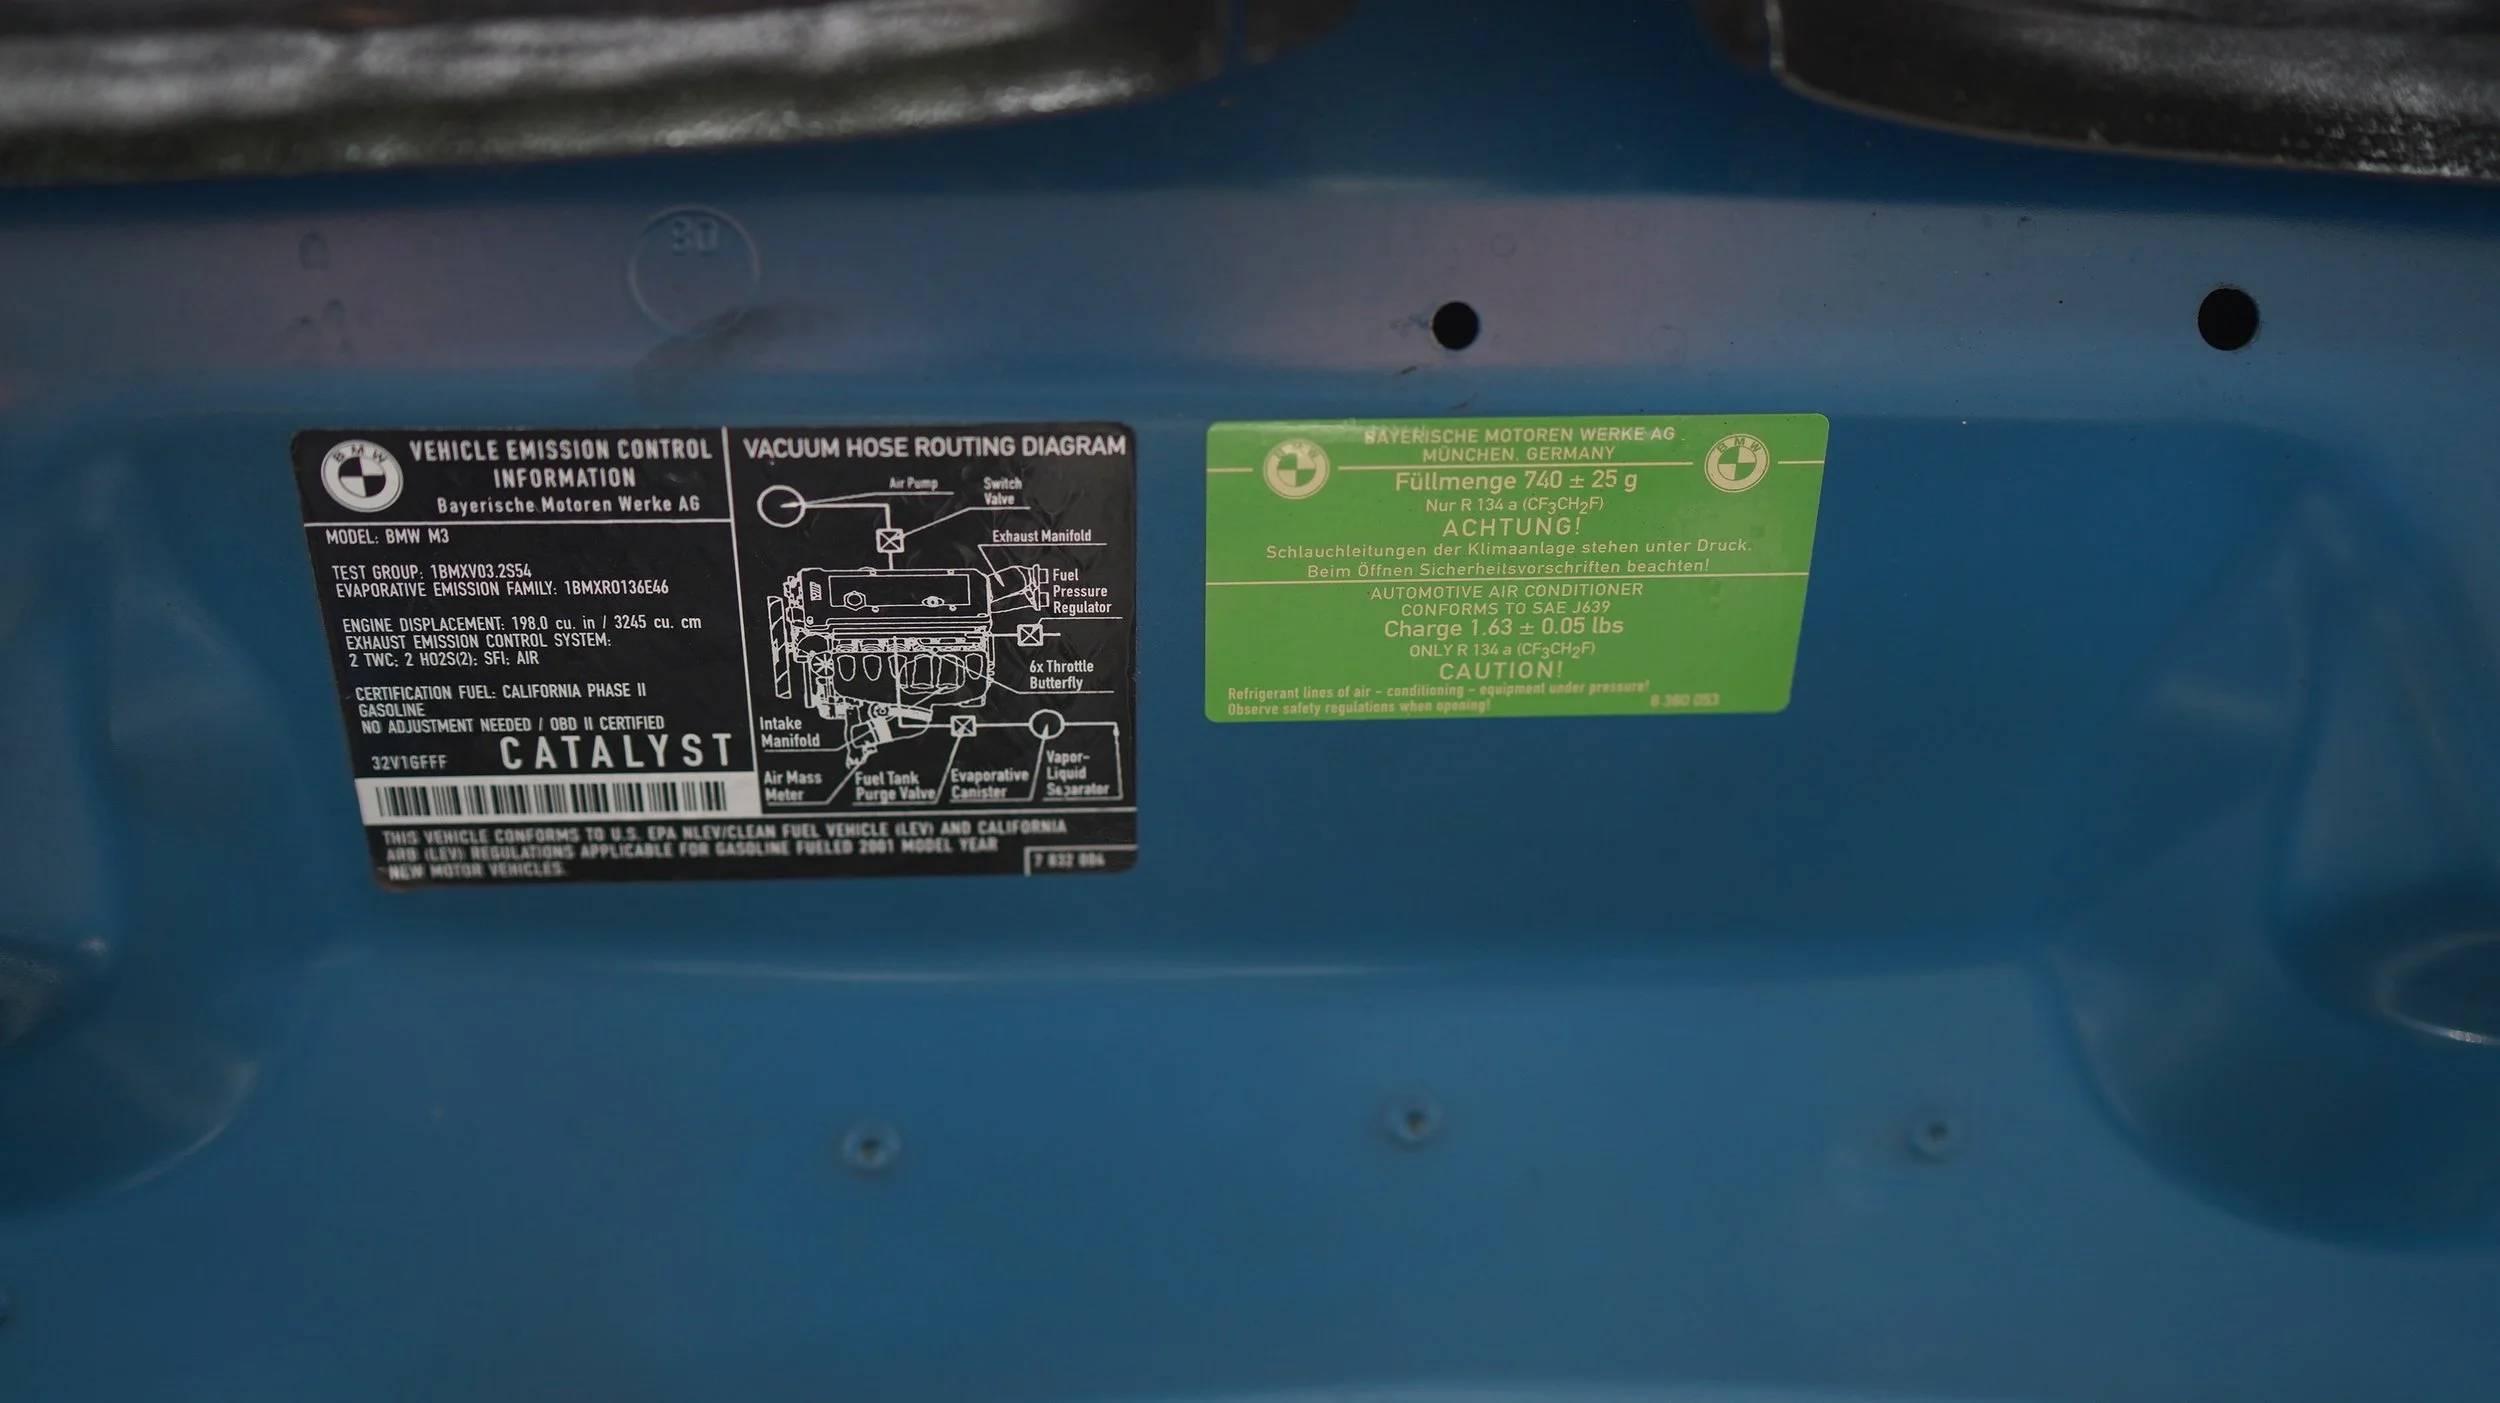 BMW
VEHICLE EMISSION CONTROL
INFORMATION
Bayerische Motoren Werke AG
MODEL: BMW M3
TEST GROUP: 1BMXV03.2S54
EVAPORATIVE EMISSION FAMILY: 1BMXR0136E46
ENGINE DISPLACEMENT: 198.0 cu. in / 3245 cu. cm
EXHAUST EMISSION CONTROL SYSTEM:
2 TWC; 2 HO2S(2); SFI; AIR
CERTIFICATION FUEL: CALIFORNIA PHASE II
GASOLINE
NO ADJUSTMENT NEEDED / OBD II CERTIFIED
32V1GFFF CATALYST
VACUUM HOSE ROUTING DIAGRAM
Air Pump
Switch
Valve
Exhaust Manifold
Fuel
Pressure
Regulator
6x Throttle
Butterfly
Intake
Manifold
Air Mass
Meter
Fuel Tank
Purge Valve
Evaporative
Canister
Vapor-
Liquid
Separator
THIS VEHICLE CONFORMS TO U.S. EPA NLEV/CLEAN FUEL VEHICLE (LEV) AND CALIFORNIA
ARB (LEV) REGULATIONS APPLICABLE FOR GASOLINE FUELED 2001 MODEL YEAR
NEW MOTOR VEHICLES.
7 832 004
BMW
BAYERISCHE MOTOREN WERKE AG
MÜNCHEN, GERMANY
BMW
Füllmenge 740 ± 25 g
Nur R 134 a (CF3CH2F)
ACHTUNG!
Schlauchleitungen der Klimaanlage stehen unter Druck.
Beim Öffnen Sicherheitsvorschriften beachten!
AUTOMOTIVE AIR CONDITIONER
CONFORMS TO SAE J639
Charge 1.63 ± 0.05 lbs
ONLY R 134 a (CF3CH2F)
CAUTION!
Refrigerant lines of air - conditioning - equipment under pressure!
Observe safety regulations when opening!
8 380 053